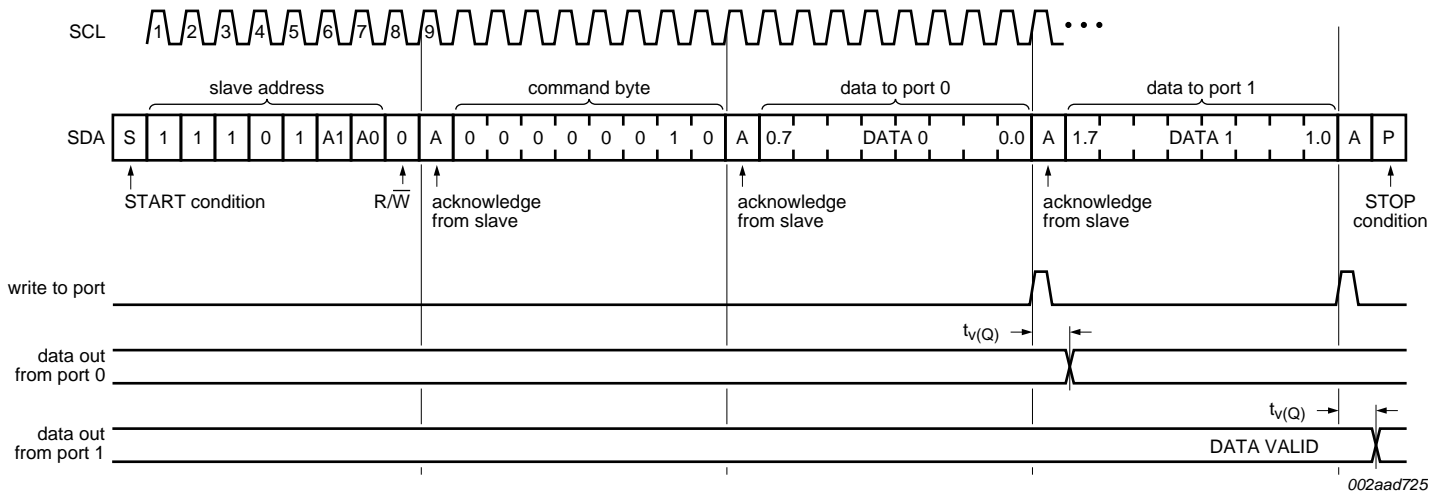 SCL 1 2 3 4 5 6 7 8 9
slave address command byte data to port 0 data to port 1
SDA S 1 1 1 0 1 A1 A0 0 A 0 0 0 0 0 0 1 0 A 0.7 DATA 0 0.0 A 1.7 DATA 1 1.0 A P
START condition R/W̅ acknowledge from slave acknowledge from slave acknowledge from slave STOP condition
write to port
tv(Q)
data out
from port 0
tv(Q)
data out
from port 1
DATA VALID
002aad725